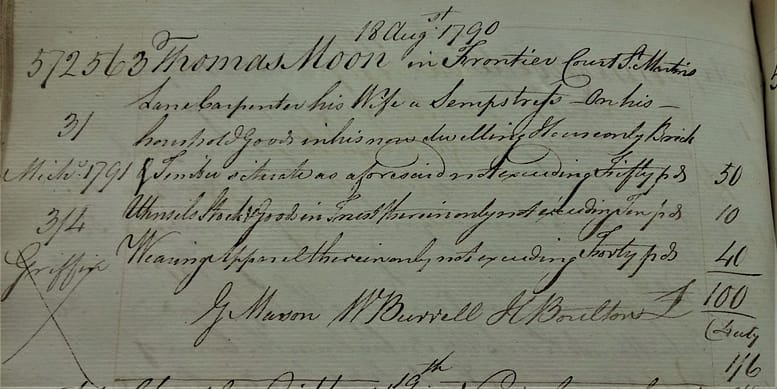 18 Augst 1790
572563 Thomas Moon in Frontier Court St Martins
Lane Carpenter his Wife a Sempstress – On his –
31 household Goods in his now dwelling House only Brick
Michs 1791 & Timber situate as aforesaid not exceeding Fifty pds 50
3/4 Utensils Stock & Goods in Trust therein only not exceeding Ten pds 10
Griffin Wearing Apparel therein only not exceeding Forty pds 40
G Mason W Burrell H Boulton £ 100
Duty
1/6